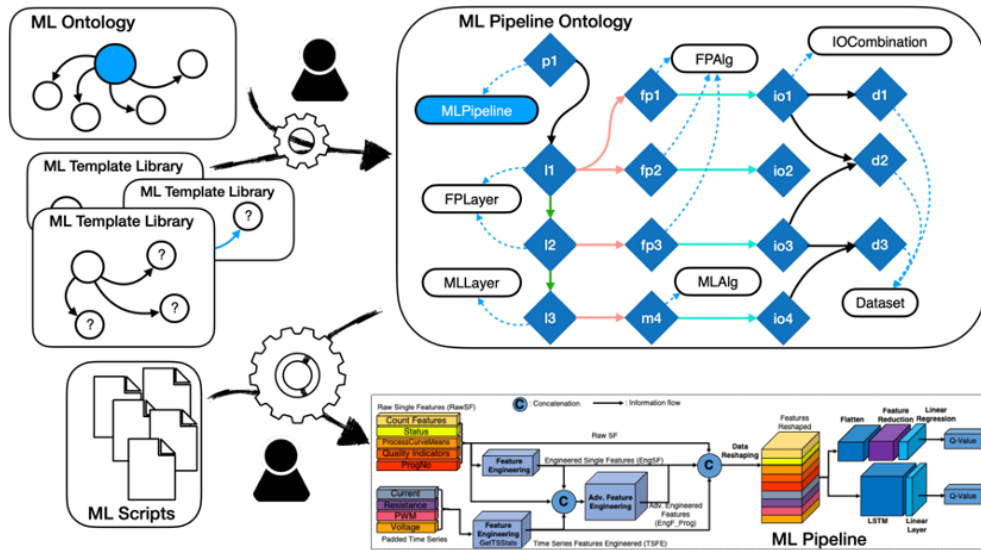 ML Ontology
ML Template Library
ML Template Library
?
ML Template Library
?
?
?
ML Scripts
ML Pipeline Ontology
p1
MLPipeline
FPAlg
IOCombination
fp1
io1
d1
l1
fp2
io2
d2
FPLayer
l2
fp3
io3
d3
MLLayer
MLAlg
Dataset
l3
m4
io4
Raw Single Features (RawSF)
C : Concatenation
: Information flow
Count Features
Status
ProcessCurveMeans
Quality Indicators
ProgNo
Raw SF
Feature Engineering
Engineered Single Features (EngSF)
C
Adv. Feature Engineering
C
Data Reshaping
Adv. Engineered Features (EngF_Prog)
Current
Resistance
PWM
Voltage
Padded Time Series
Feature Engineering
GetTSStats
Time Series Features Engineered (TSFE)
Features Reshaped
Flatten
Feature Reduction
Linear Regression
Q-Value
LSTM
Linear Layer
Q-Value
ML Pipeline